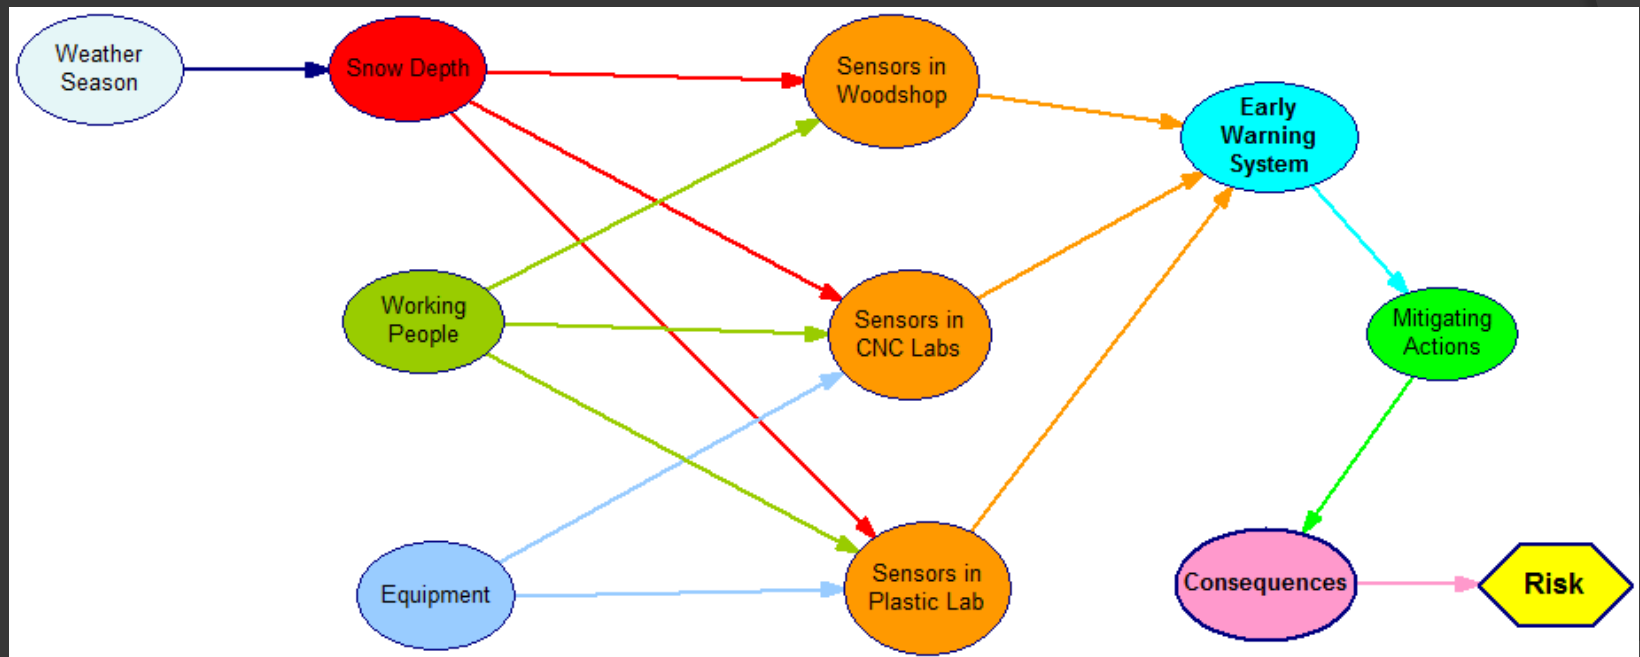 Weather
Season
Snow Depth
Sensors in
Woodshop
Early
Warning
System
Working
People
Sensors in
CNC Labs
Mitigating
Actions
Equipment
Sensors in
Plastic Lab
Consequences
Risk